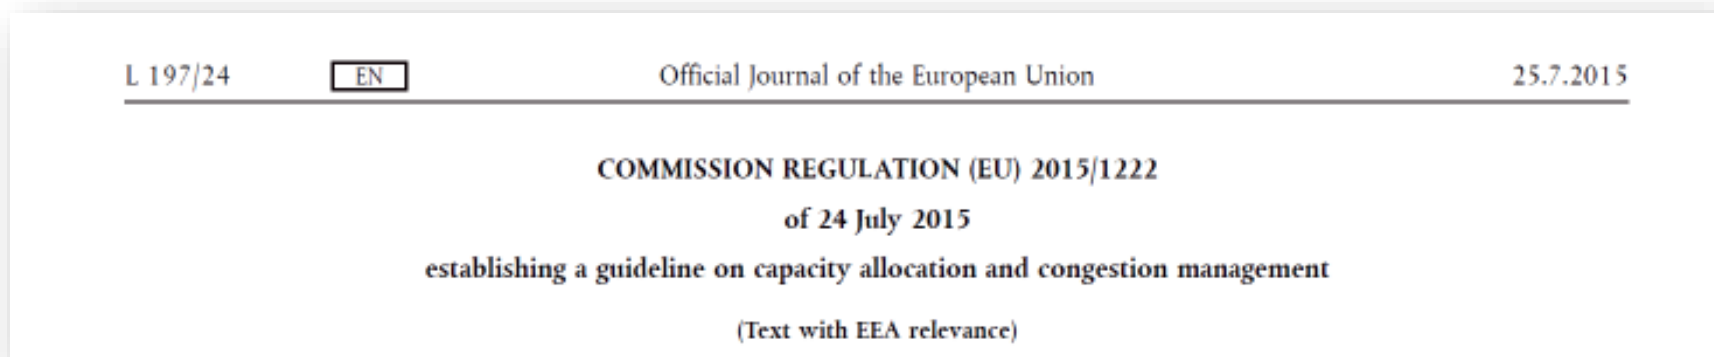 L 197/24 EN Official Journal of the European Union 25.7.2015
COMMISSION REGULATION (EU) 2015/1222
of 24 July 2015
establishing a guideline on capacity allocation and congestion management
(Text with EEA relevance)